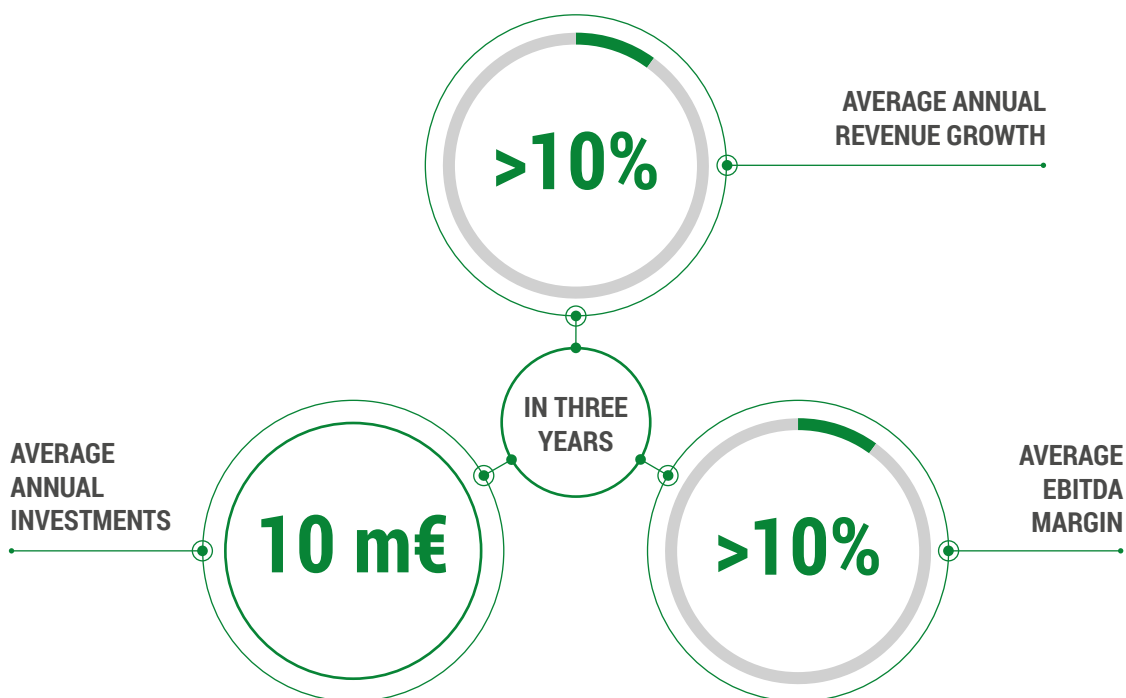 >10%
AVERAGE ANNUAL
REVENUE GROWTH
IN THREE
YEARS
AVERAGE
ANNUAL
INVESTMENTS
10 m€
>10%
AVERAGE
EBITDA
MARGIN